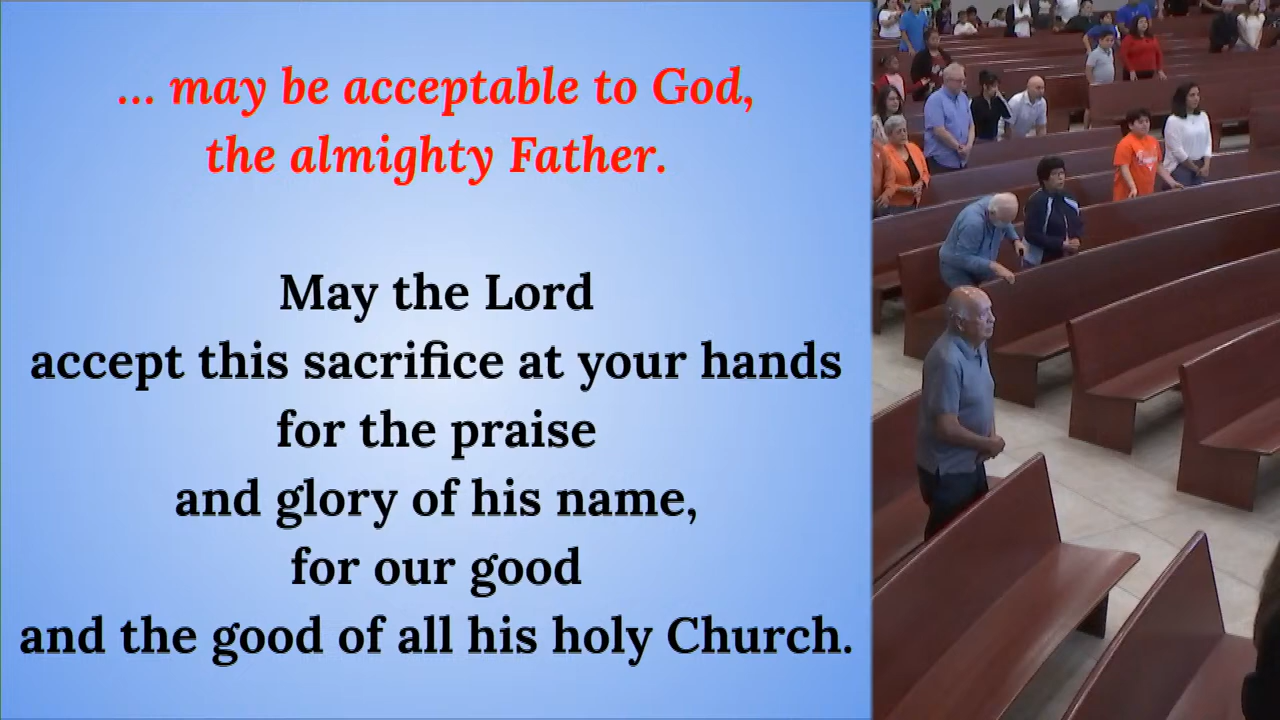 ... may be acceptable to God,
the almighty Father.
May the Lord
accept this sacrifice at your hands
for the praise
and glory of his name,
for our good
and the good of all his holy Church.